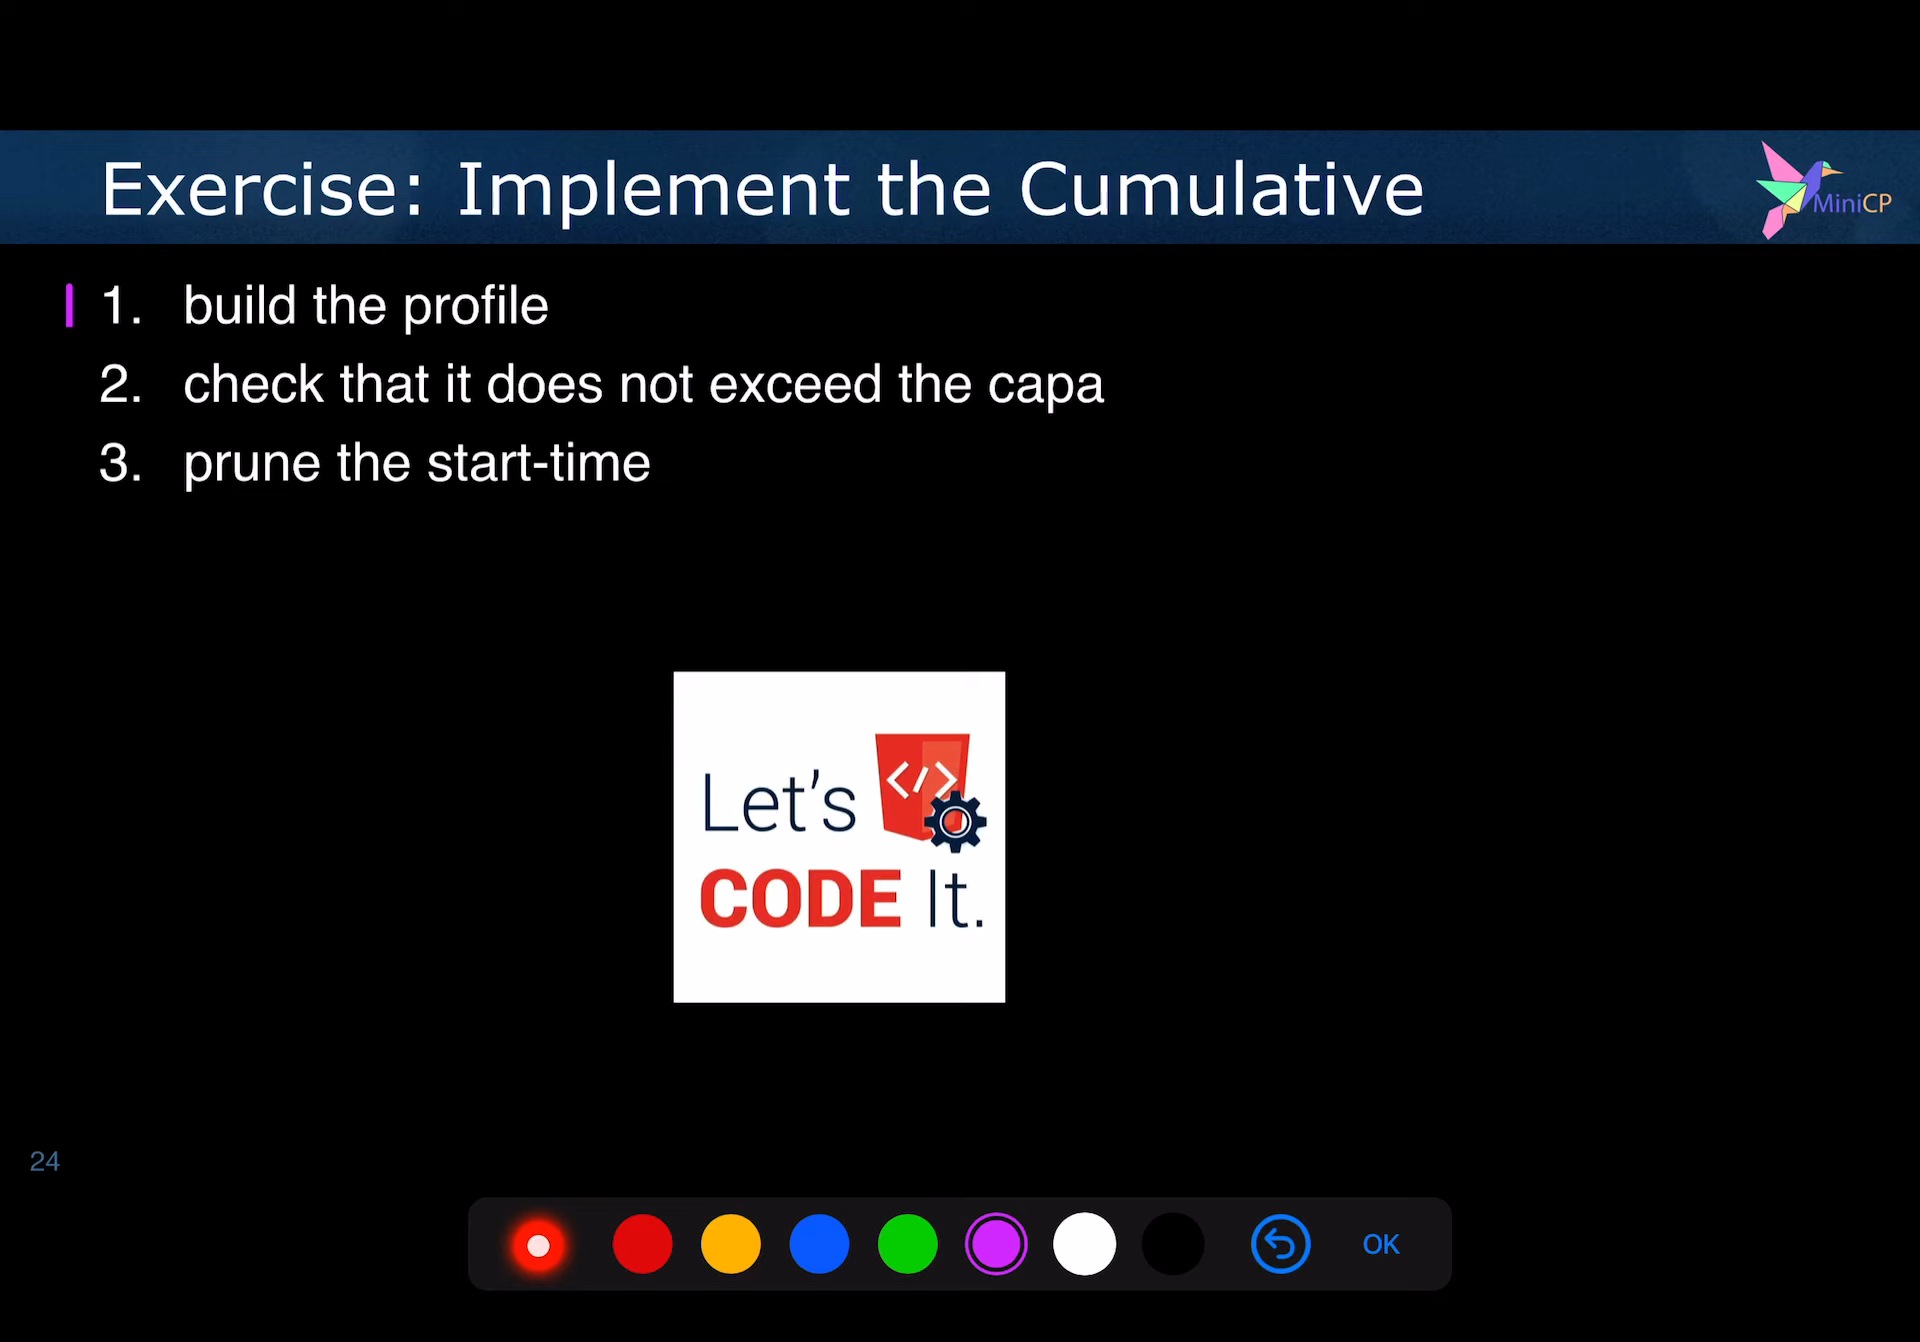 Exercise: Implement the Cumulative
MiniCP
1. build the profile
2. check that it does not exceed the capa
3. prune the start-time
Let's
</>
CODE It.
24
OK